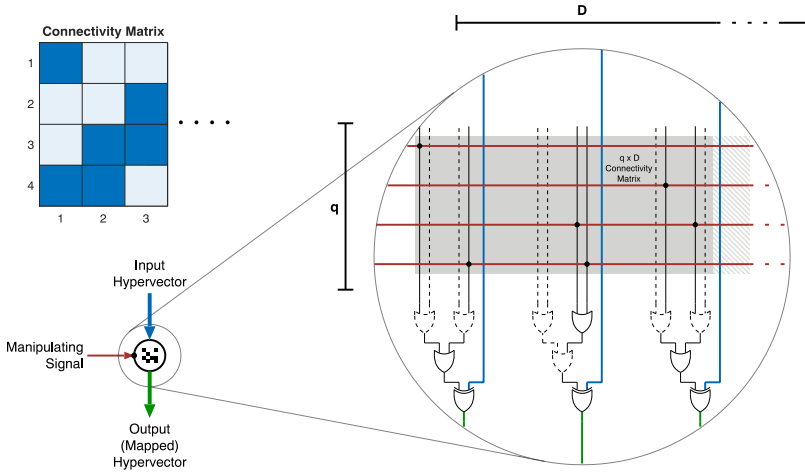 D
Connectivity Matrix
1
2
3
4
1 2 3
q
q x D
Connectivity
Matrix
Input
Hypervector
Manipulating
Signal
Output
(Mapped)
Hypervector